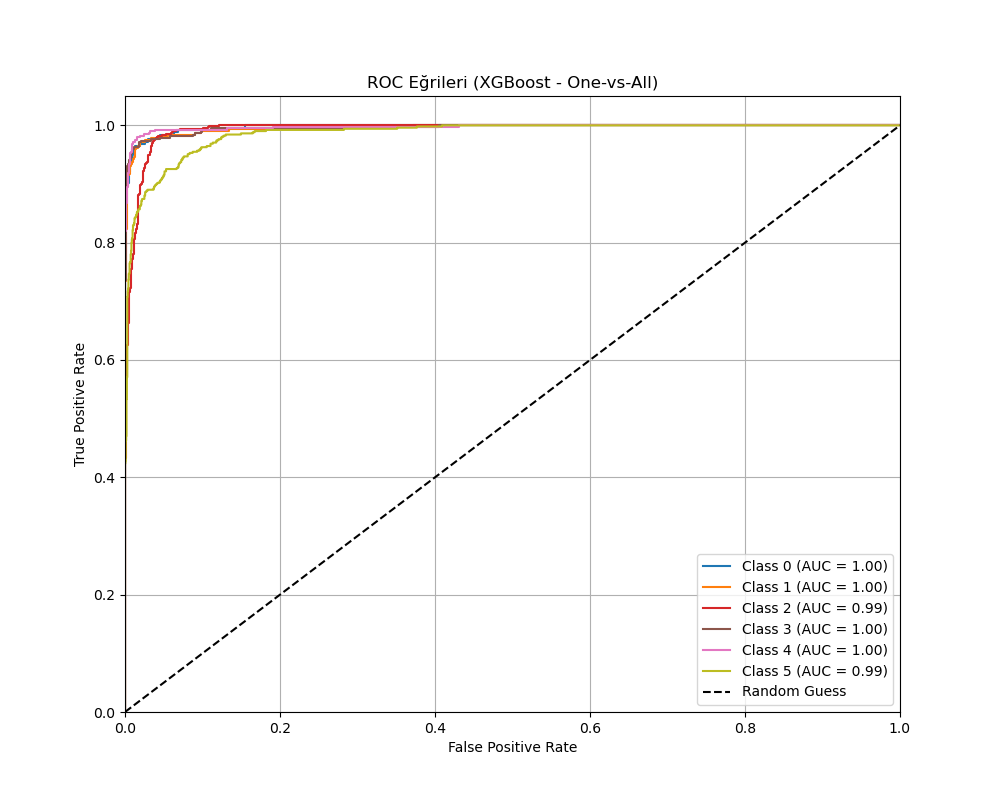 ROC Eğrileri (XGBoost - One-vs-All)
True Positive Rate
1.0
0.8
0.6
0.4
0.2
0.0
0.0 0.2 0.4 0.6 0.8 1.0
False Positive Rate
Class 0 (AUC = 1.00)
Class 1 (AUC = 1.00)
Class 2 (AUC = 0.99)
Class 3 (AUC = 1.00)
Class 4 (AUC = 1.00)
Class 5 (AUC = 0.99)
Random Guess